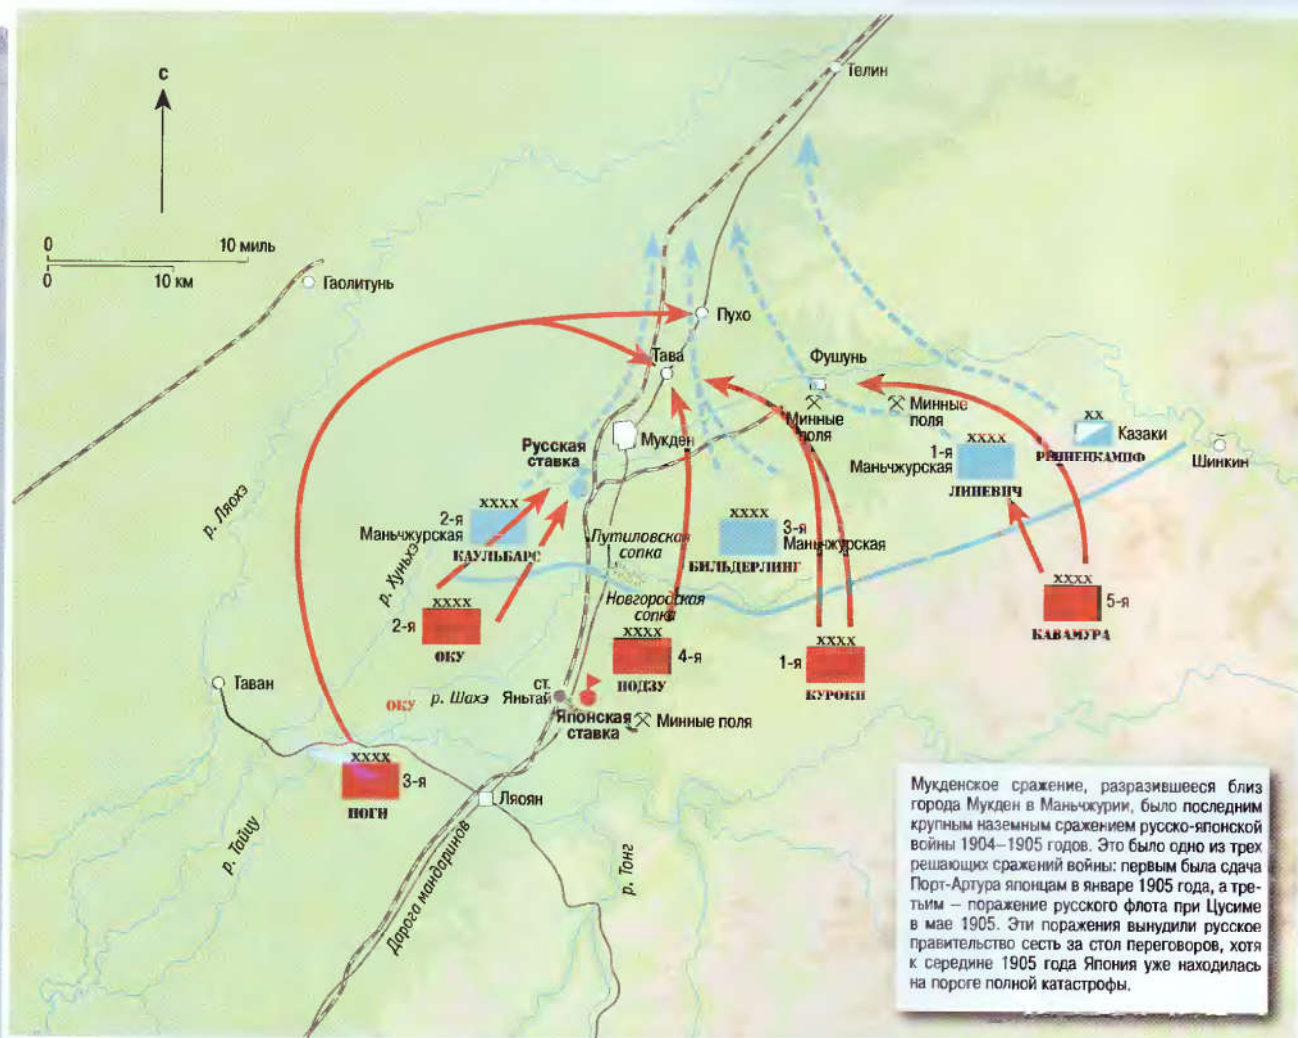 С
Телин
0 10 миль
0 10 км
Гаолитунь
Пухо
Тава
Фушунь
Минные
поля
Минные
поля
XX
Казаки
РЕННЕНКАМПФ
Шинкин
Русская
ставка
Мукден
XXXX
1-я
Маньчжурская
ЛИНЕВИЧ
р. Ляохэ
XXXX
2-я
Маньчжурская
КАУЛЬБАРС
XXXX
3-я
Маньчжурская
БИЛЬДЕРЛИНГ
Путиловская
сопка
р. Хуньхэ
Новгородская
сопка
XXXX
2-я
ОКУ
XXXX
4-я
НОДЗУ
XXXX
1-я
КУРОКИ
XXXX
5-я
КАВАМУРА
Таван
ОКУ
р. Шахэ
ст.
Яньтай
Японская
ставка
Минные поля
XXXX
3-я
НОГИ
Ляоян
р. Тайцу
Дорога мандаринов
р. Танг
Мукденское сражение, разразившееся близ
города Мукден в Маньчжурии, было последним
крупным наземным сражением русско-японской
войны 1904–1905 годов. Это было одно из трех
решающих сражений войны: первым была сдача
Порт-Артура японцам в январе 1905 года, а тре-
тьим – поражение русского флота при Цусиме
в мае 1905. Эти поражения вынудили русское
правительство сесть за стол переговоров, хотя
к середине 1905 года Япония уже находилась
на пороге полной катастрофы.